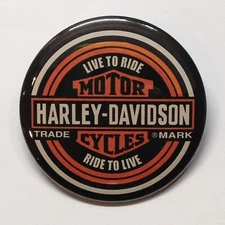 LIVE TO RIDE
MOTOR
HARLEY-DAVIDSON
TRADE ®MARK
CYCLES
RIDE TO LIVE